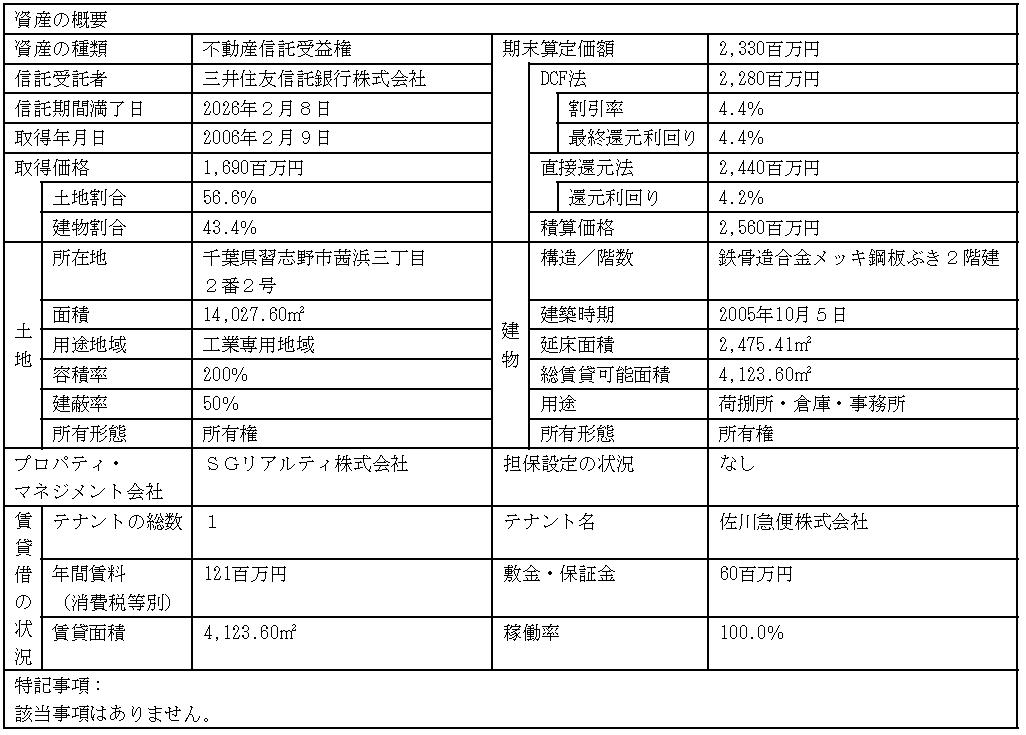 資産の概要
資産の種類 不動産信託受益権 期末算定価額 2,330百万円
信託受託者 三井住友信託銀行株式会社 DCF法 2,280百万円
信託期間満了日 2026年２月８日 割引率 4.4%
取得年月日 2006年２月９日 最終還元利回り 4.4%
取得価格 1,690百万円 直接還元法 2,440百万円
土地割合 56.6% 還元利回り 4.2%
建物割合 43.4% 積算価格 2,560百万円
土地 所在地 千葉県習志野市茜浜三丁目 建物 構造／階数 鉄骨造合金メッキ鋼板ぶき２階建
２番２号
面積 14,027.60㎡ 建築時期 2005年10月５日
用途地域 工業専用地域 延床面積 2,475.41㎡
容積率 200% 総賃貸可能面積 4,123.60㎡
建蔽率 50% 用途 荷捌所・倉庫・事務所
所有形態 所有権 所有形態 所有権
プロパティ・ ＳＧリアルティ株式会社 担保設定の状況 なし
マネジメント会社
賃貸借の状況 テナントの総数 １ テナント名 佐川急便株式会社
年間賃料 121百万円 敷金・保証金 60百万円
（消費税等別）
賃貸面積 4,123.60㎡ 稼働率 100.0%
特記事項：
該当事項はありません。